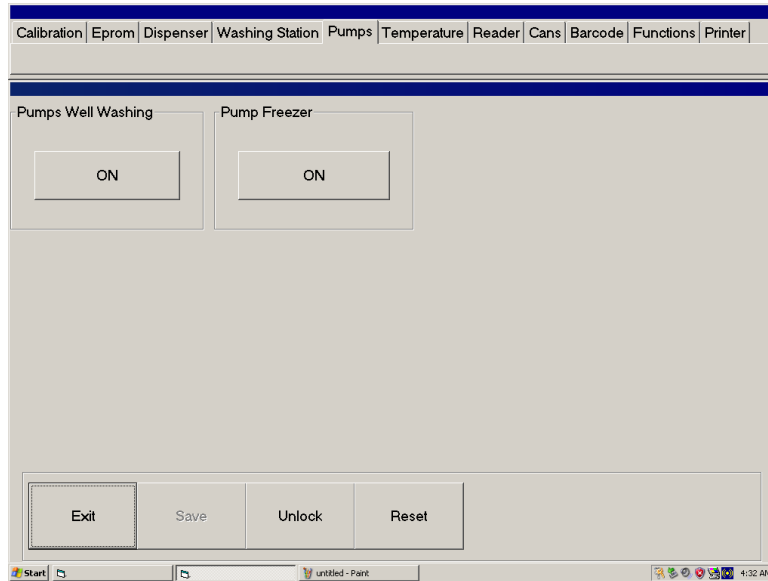 Calibration Eprom Dispenser Washing Station Pumps Temperature Reader Cans Barcode Functions Printer
Pumps Well Washing Pump Freezer
ON ON
Exit Save Unlock Reset
Start untitled - Paint 4:32 AM